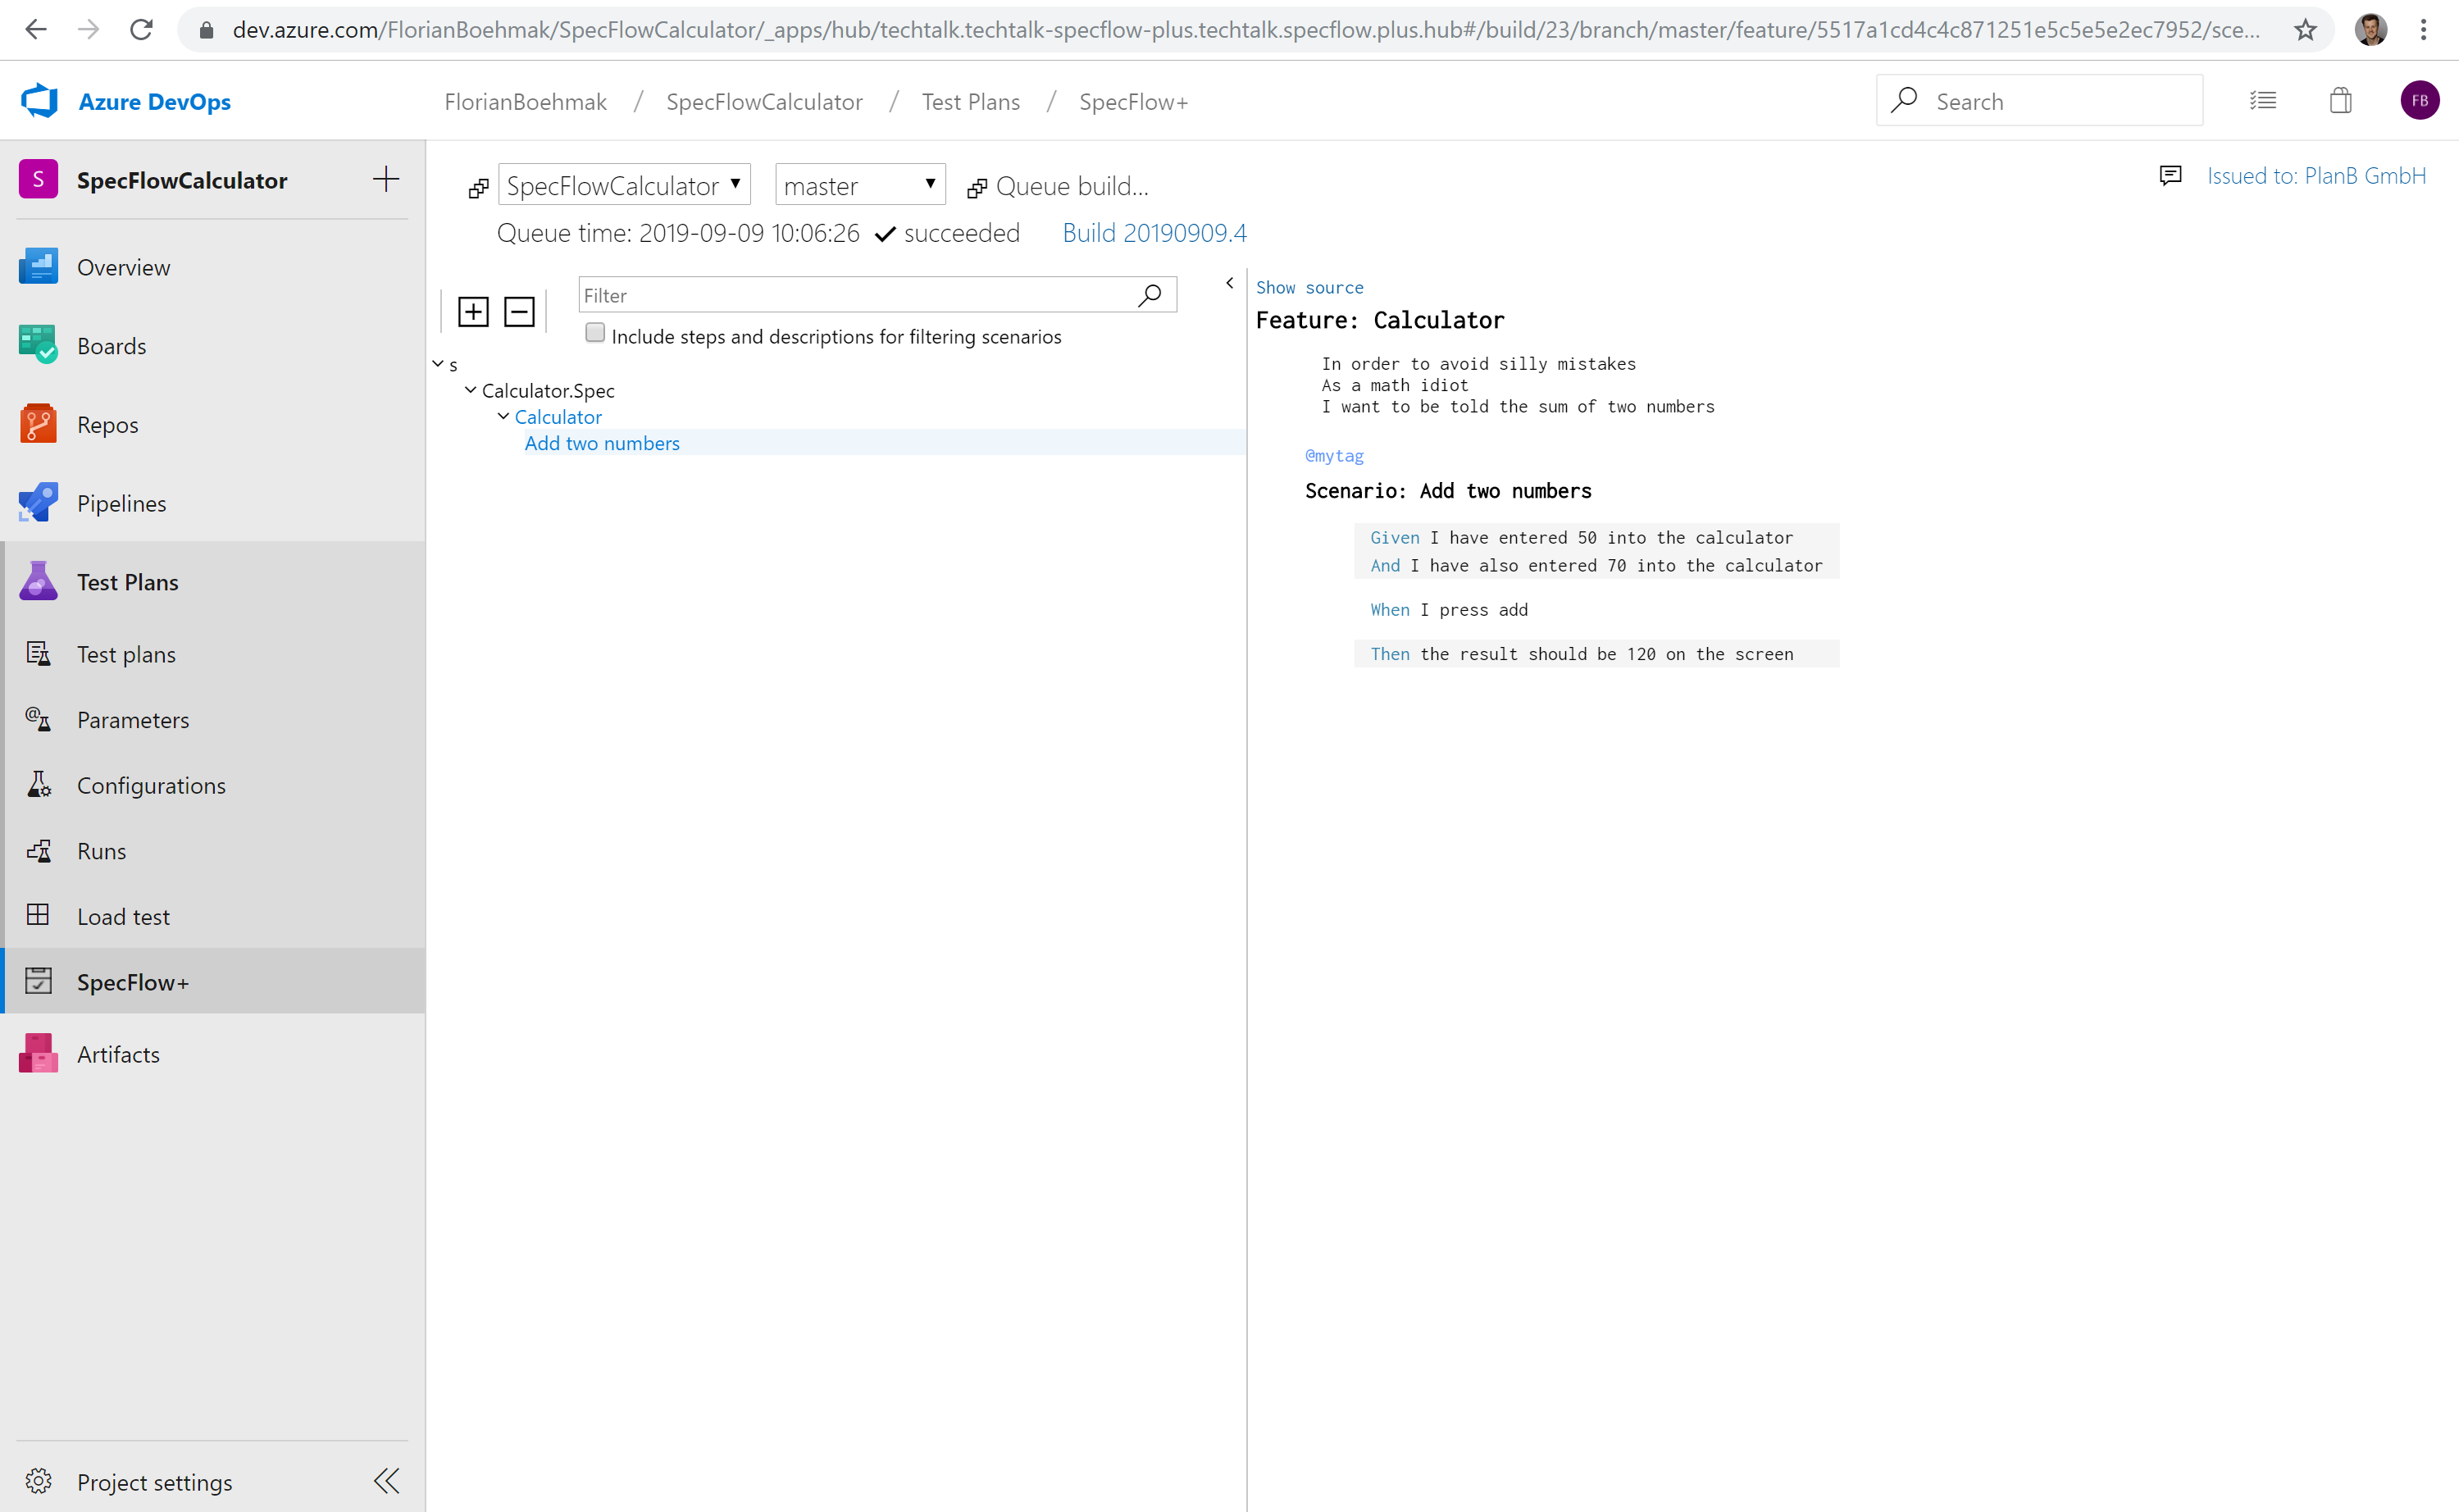 dev.azure.com/FlorianBoehmak/SpecFlowCalculator/_apps/hub/techtalk.techtalk-specflow-plus.techtalk.specflow.plus.hub#/build/23/branch/master/feature/5517a1cd4c4c871251e5c5e5e2ec7952/sce...
Azure DevOps
FlorianBoehmak / SpecFlowCalculator / Test Plans / SpecFlow+
Search
FB
S SpecFlowCalculator
Overview
Boards
Repos
Pipelines
Test Plans
Test plans
Parameters
Configurations
Runs
Load test
SpecFlow+
Artifacts
Project settings
SpecFlowCalculator master Queue build...
Issued to: PlanB GmbH
Queue time: 2019-09-09 10:06:26 succeeded Build 20190909.4
Filter
Include steps and descriptions for filtering scenarios
s
Calculator.Spec
Calculator
Add two numbers
Show source
Feature: Calculator
In order to avoid silly mistakes
As a math idiot
I want to be told the sum of two numbers
@mytag
Scenario: Add two numbers
Given I have entered 50 into the calculator
And I have also entered 70 into the calculator
When I press add
Then the result should be 120 on the screen